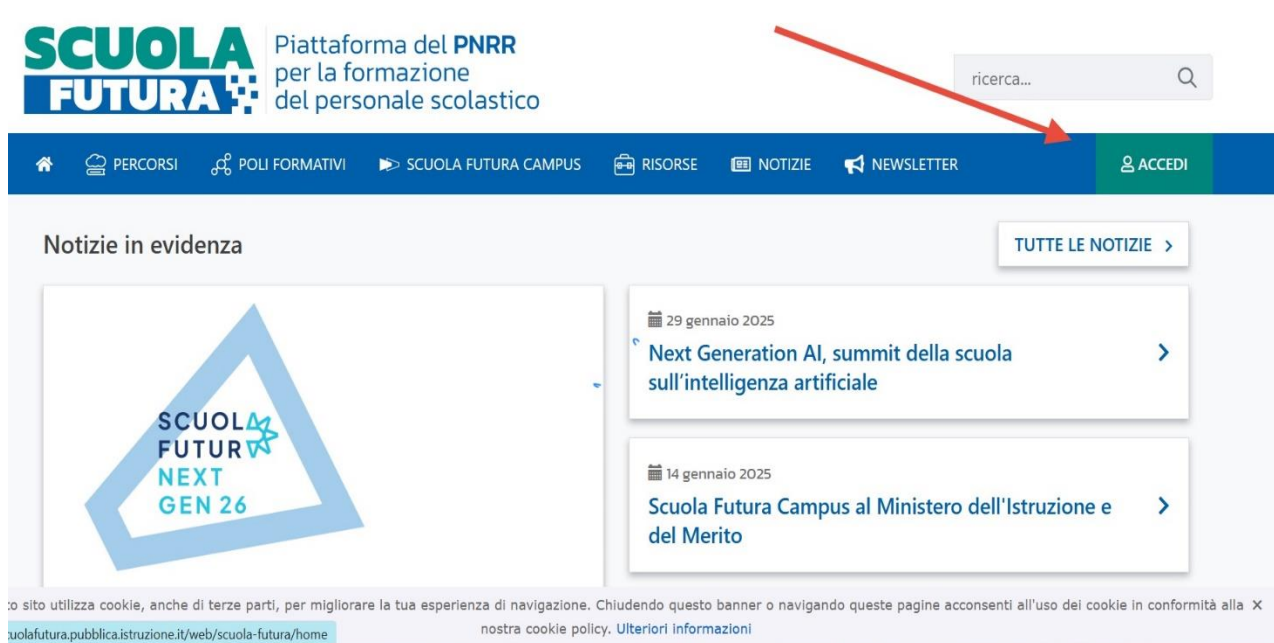 SCUOLA
FUTURA
Piattaforma del PNRR
per la formazione
del personale scolastico
ricerca...
PERCORSI POLI FORMATIVI SCUOLA FUTURA CAMPUS RISORSE NOTIZIE NEWSLETTER ACCEDI
Notizie in evidenza
TUTTE LE NOTIZIE
SCUOLA
FUTUR
NEXT
GEN 26
29 gennaio 2025
Next Generation AI, summit della scuola
sull'intelligenza artificiale
14 gennaio 2025
Scuola Futura Campus al Ministero dell'Istruzione e
del Merito
to sito utilizza cookie, anche di terze parti, per migliorare la tua esperienza di navigazione. Chiudendo questo banner o navigando queste pagine acconsenti all'uso dei cookie in conformità alla X
nostra cookie policy. Ulteriori informazioni
cuolafutura.pubblica.istruzione.it/web/scuola-futura/home